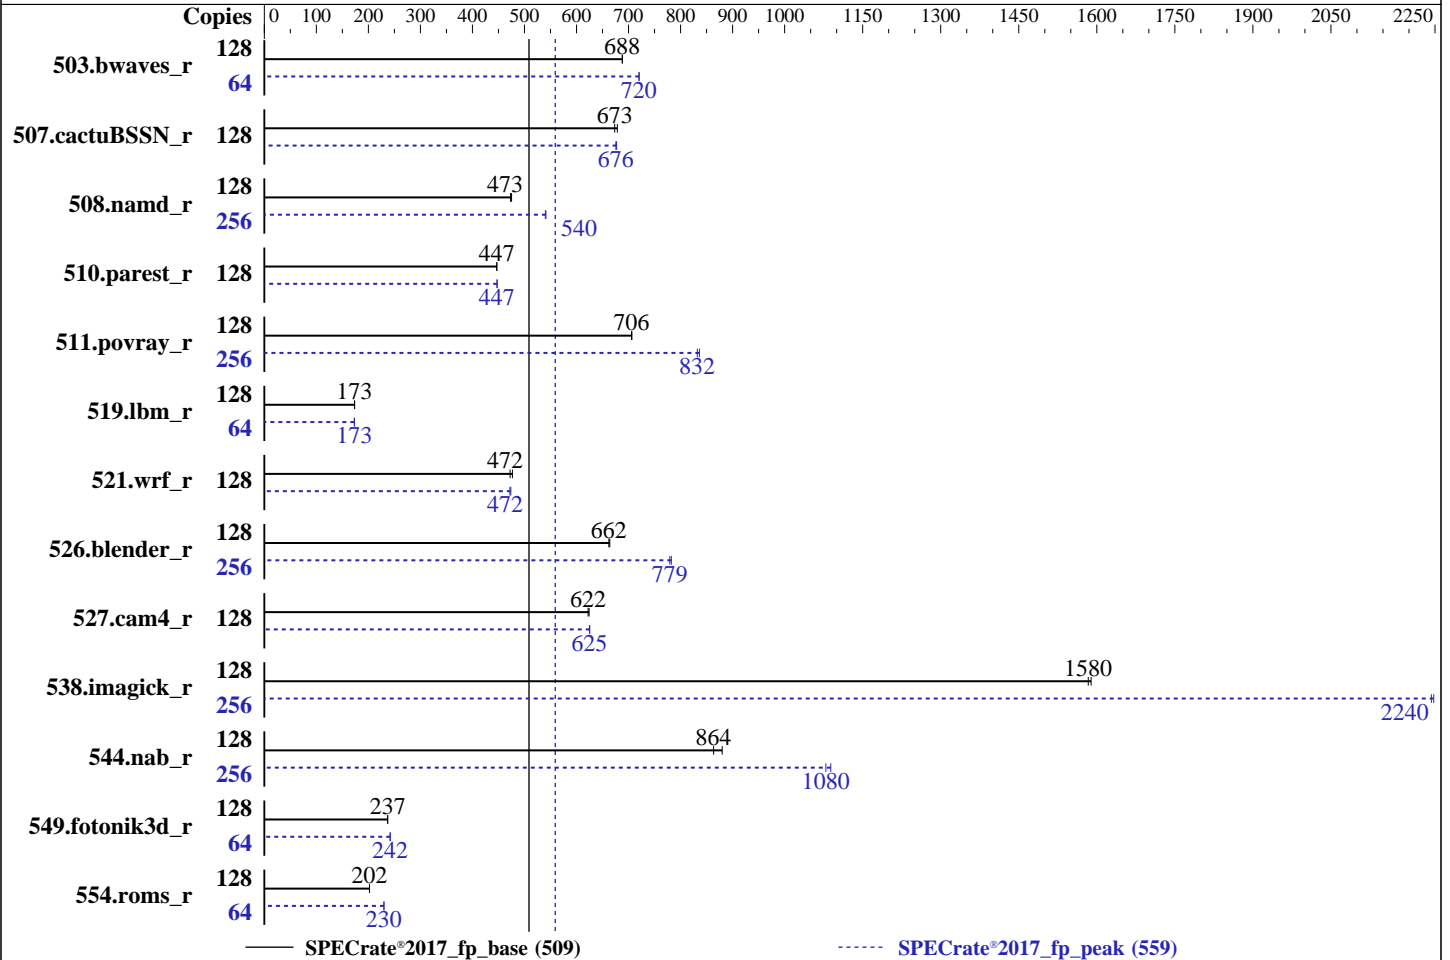 Copies 0 100 200 300 400 500 600 700 800 900 1000 1150 1300 1450 1600 1750 1900 2050 2250
503.bwaves_r 128 688
64 720
507.cactuBSSN_r 128 673
676
508.namd_r 128 473
256 540
510.parest_r 128 447
447
511.povray_r 128 706
256 832
519.lbm_r 128 173
64 173
521.wrf_r 128 472
472
526.blender_r 128 662
256 779
527.cam4_r 128 622
625
538.imagick_r 128 1580
256 2240
544.nab_r 128 864
256 1080
549.fotonik3d_r 128 237
64 242
554.roms_r 128 202
64 230
SPECrate®2017_fp_base (509) SPECrate®2017_fp_peak (559)